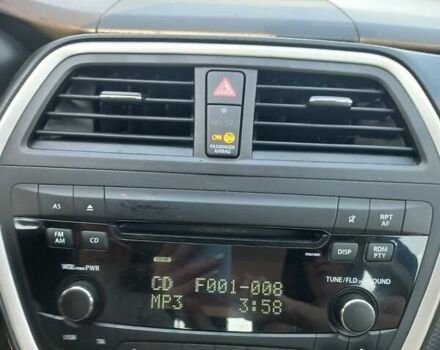 ON
PASSENGER
AIRBAG
AS
RPT
AF
FM
AM
CD
DISP
RDM
PTY
PWR
TUNE/FLD
SOUND
CD F001-008
MP3 3:58